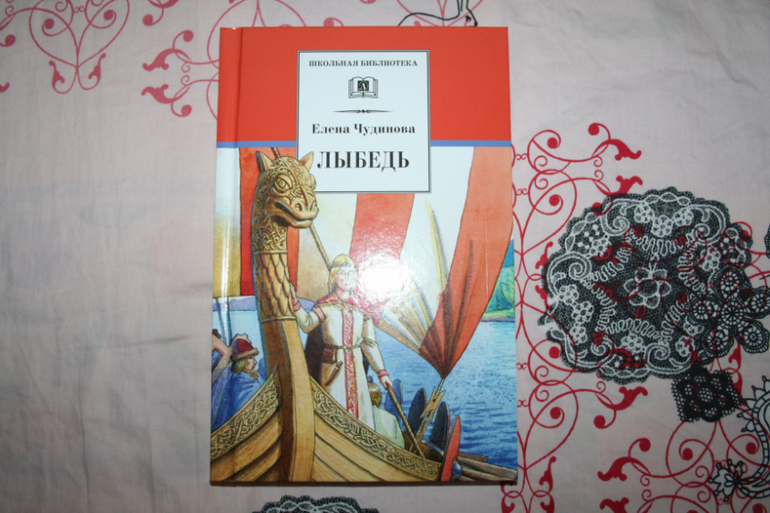 ШКОЛЬНАЯ БИБЛИОТЕКА
Елена Чудинова
ЛЫБЕДЬ